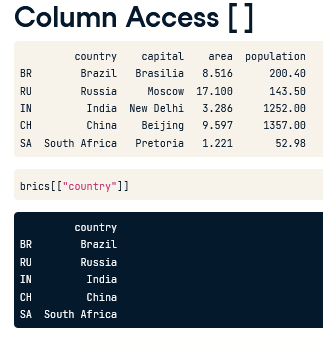 Column Access [ ]
country capital area population
BR Brazil Brasilia 8.516 200.40
RU Russia Moscow 17.100 143.50
IN India New Delhi 3.286 1252.00
CH China Beijing 9.597 1357.00
SA South Africa Pretoria 1.221 52.98
brics[["country"]]
country
BR Brazil
RU Russia
IN India
CH China
SA South Africa